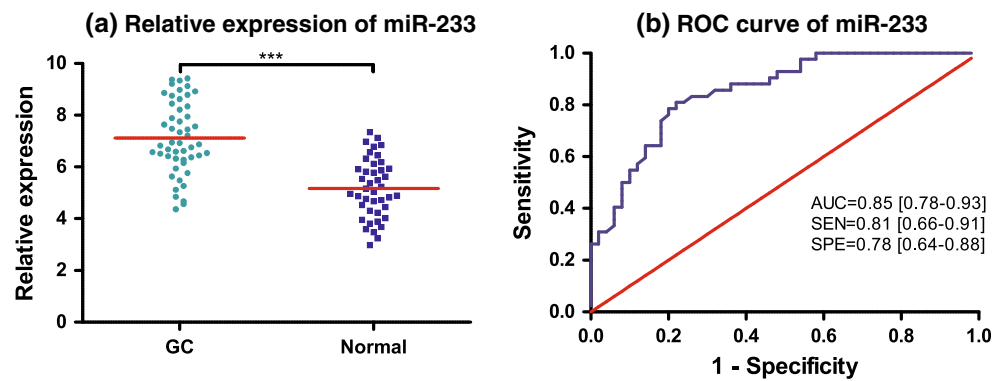 (a) Relative expression of miR-233
***
Relative expression
10
8
6
4
2
0
GC
Normal
(b) ROC curve of miR-233
Sensitivity
1.0
0.8
0.6
0.4
0.2
0.0
AUC=0.85 [0.78-0.93]
SEN=0.81 [0.66-0.91]
SPE=0.78 [0.64-0.88]
0.0 0.2 0.4 0.6 0.8 1.0
1 - Specificity